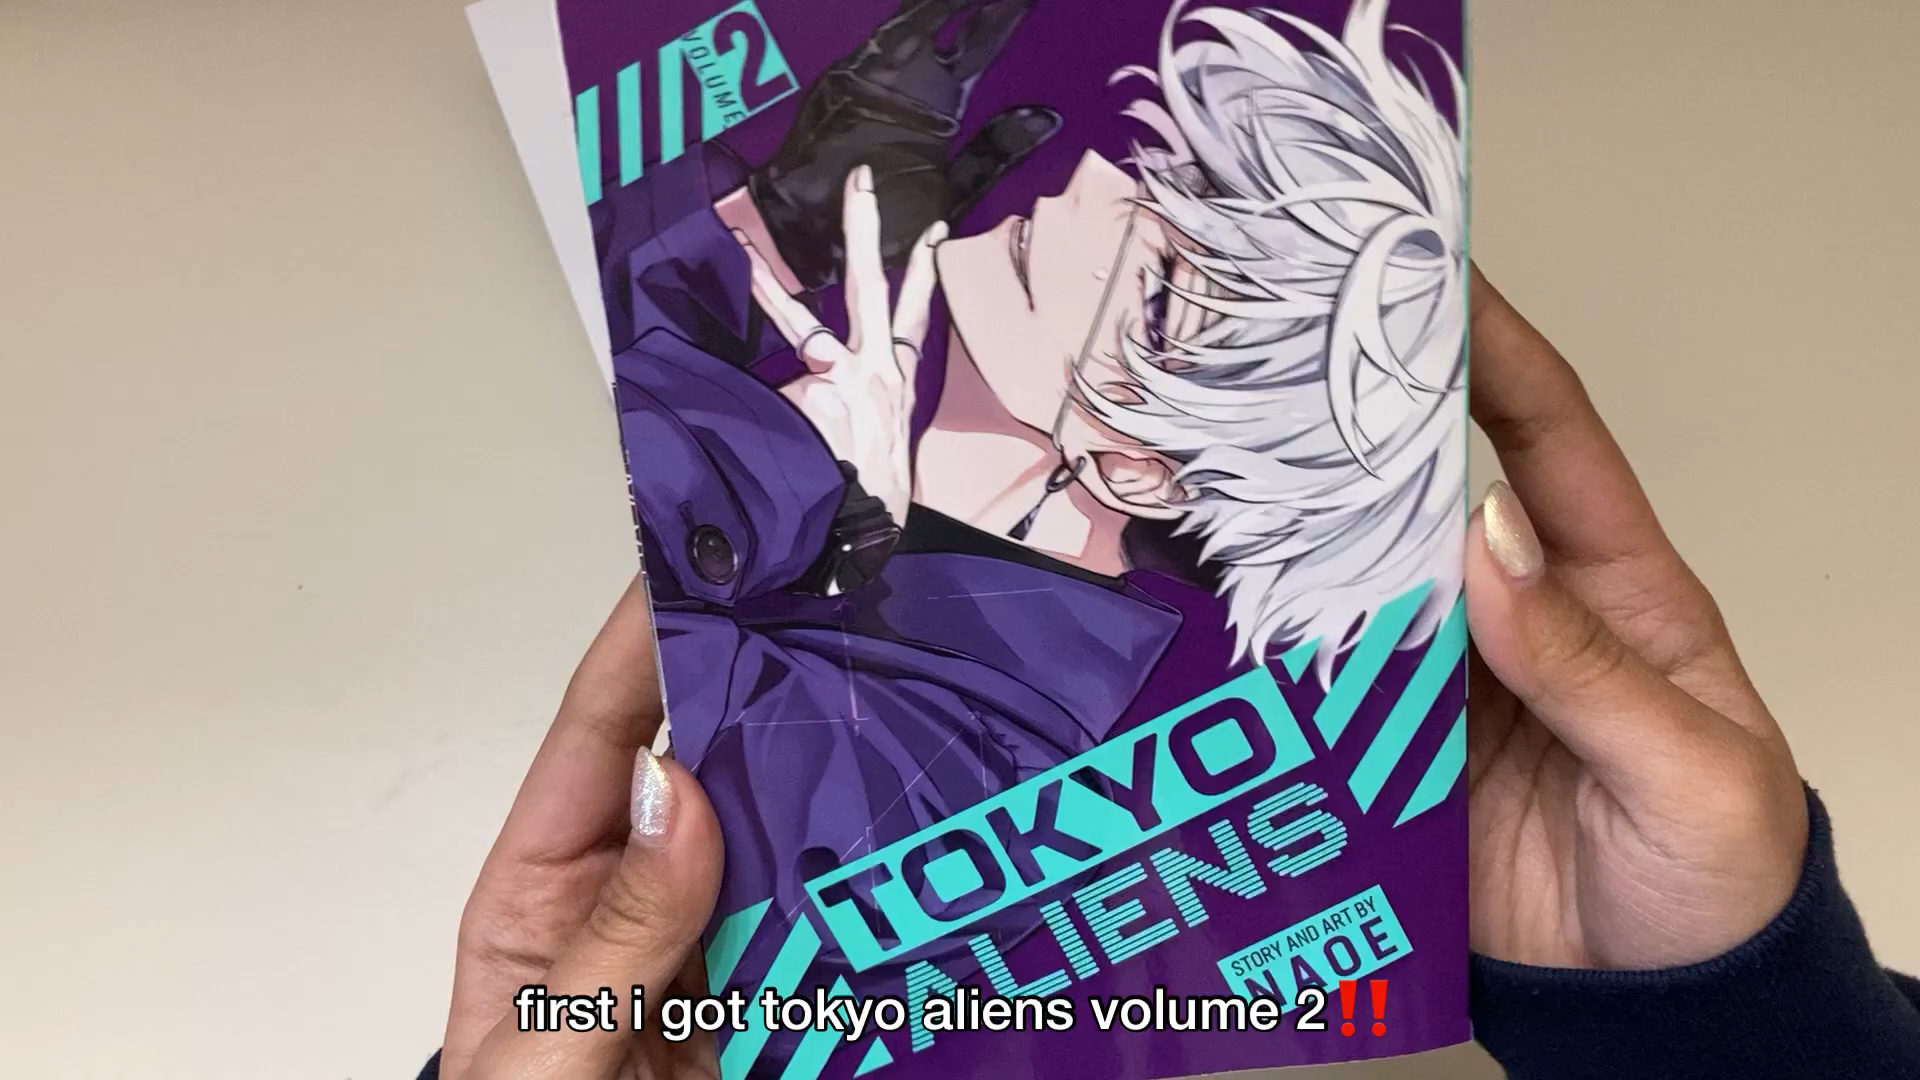 VOLUME 2
TOKYO
ALIENS
STORY AND ART BY
NAOE
first i got tokyo aliens volume 2‼️